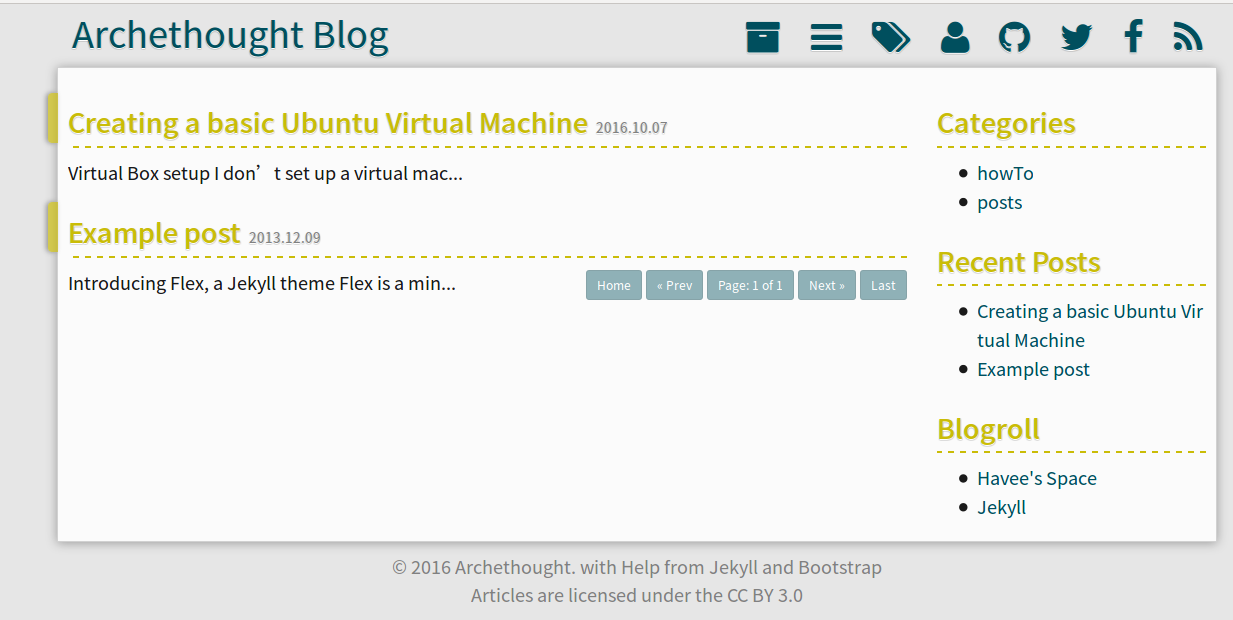 Archethought Blog
Creating a basic Ubuntu Virtual Machine 2016.10.07
Virtual Box setup I don’t set up a virtual mac...
Example post 2013.12.09
Introducing Flex, a Jekyll theme Flex is a min...
Home
« Prev
Page: 1 of 1
Next »
Last
Categories
howTo
posts
Recent Posts
Creating a basic Ubuntu Vir
tual Machine
Example post
Blogroll
Havee's Space
Jekyll
© 2016 Archethought. with Help from Jekyll and Bootstrap
Articles are licensed under the CC BY 3.0